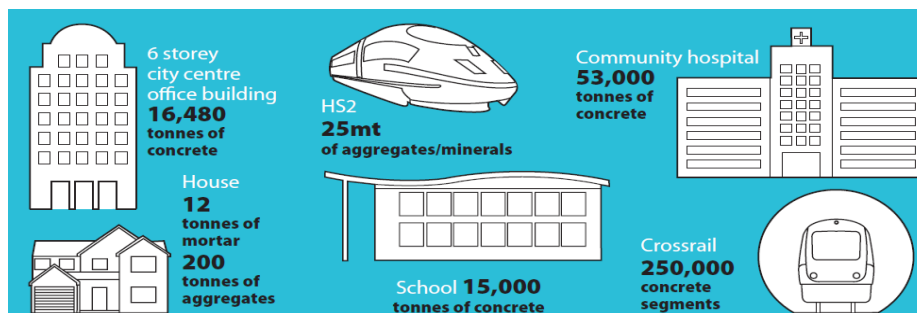 6 storey
city centre
office building
16,480
tonnes of
concrete
HS2
25mt
of aggregates/minerals
Community hospital
53,000
tonnes of
concrete
House
12
tonnes of
mortar
200
tonnes of
aggregates
School 15,000
tonnes of concrete
Crossrail
250,000
concrete
segments